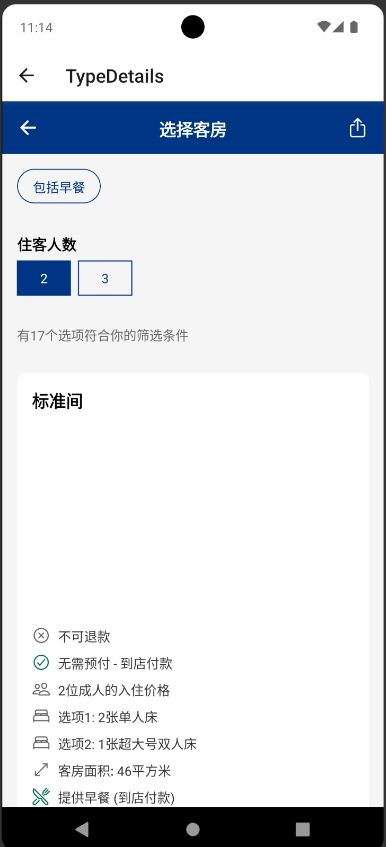 11:14
TypeDetails
选择客房
包括早餐
住客人数
2
3
有17个选项符合你的筛选条件
标准间
不可退款
无需预付 - 到店付款
2位成人的入住价格
选项1: 2张单人床
选项2: 1张超大号双人床
客房面积: 46平方米
提供早餐 (到店付款)